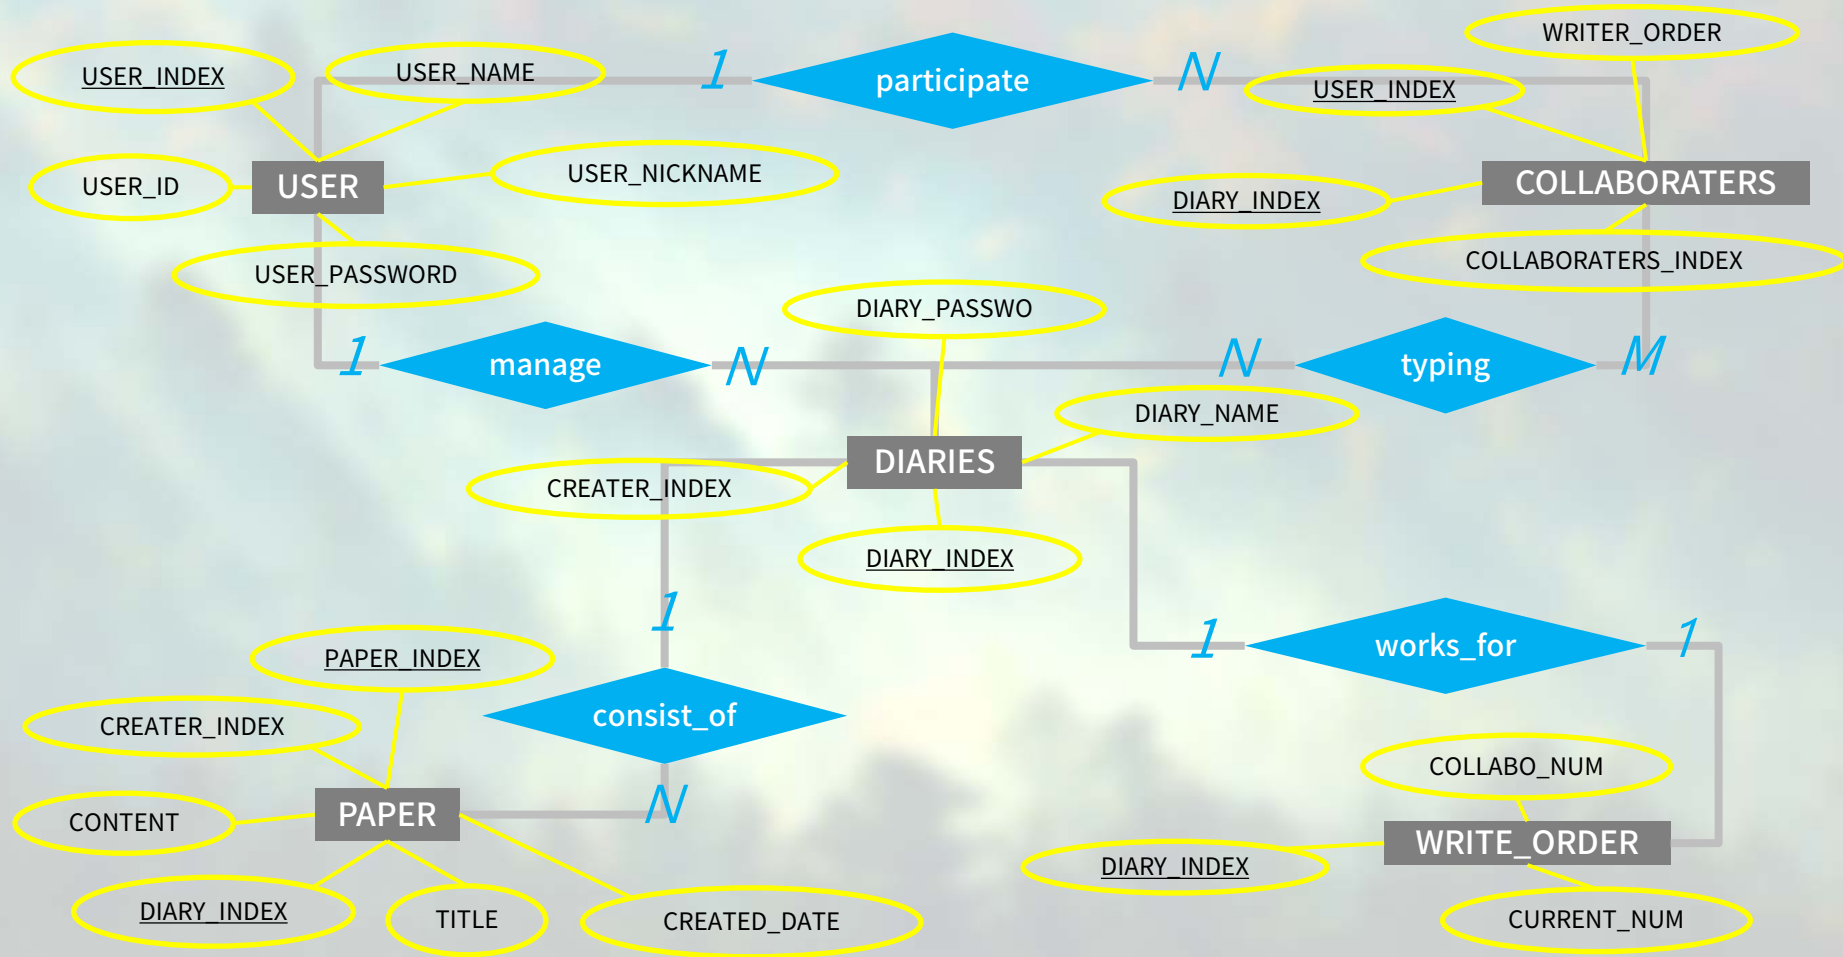 WRITER_ORDER
USER_INDEX
USER_NAME
1
participate
N
USER_INDEX
USER_ID
USER
USER_NICKNAME
DIARY_INDEX
COLLABORATERS
USER_PASSWORD
COLLABORATERS_INDEX
DIARY_PASSWO
1
manage
N
N
typing
M
DIARY_NAME
DIARIES
CREATER_INDEX
DIARY_INDEX
1
1
works_for
1
PAPER_INDEX
CREATER_INDEX
consist_of
COLLABO_NUM
CONTENT
PAPER
N
WRITE_ORDER
DIARY_INDEX
DIARY_INDEX
TITLE
CREATED_DATE
CURRENT_NUM